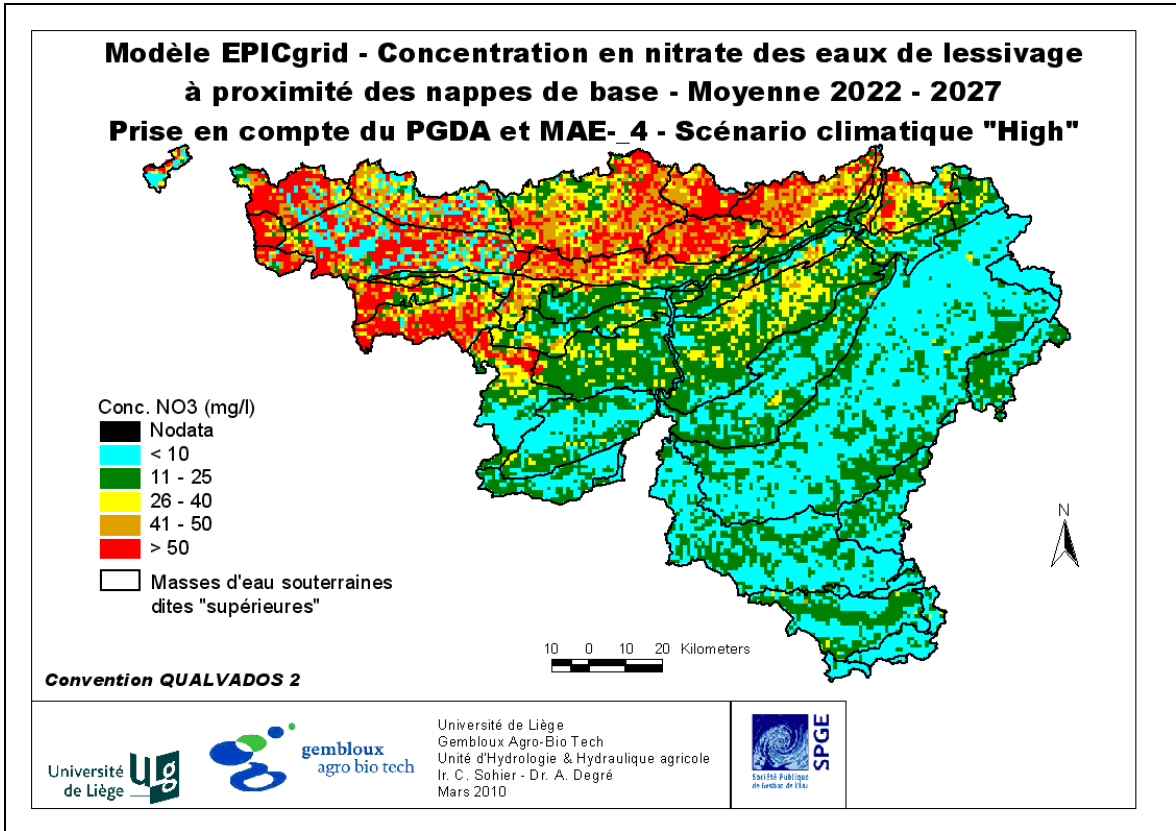 Modèle EPICgrid - Concentration en nitrate des eaux de lessivage
à proximité des nappes de base - Moyenne 2022 - 2027
Prise en compte du PGDA et MAE-_4 - Scénario climatique "High"
Conc. NO3 (mg/l)
Nodata
< 10
11 - 25
26 - 40
41 - 50
> 50
Masses d'eau souterraines
dites "supérieures"
N
10 0 10 20 Kilometers
Convention QUALVADOS 2
Université
de Liège
ULg
gembloux
agro bio tech
Université de Liège
Gembloux Agro-Bio Tech
Unité d'Hydrologie & Hydraulique agricole
Ir. C. Sohier - Dr. A. Degré
Mars 2010
SPGE
Société Publique
de Gestion de l'Eau